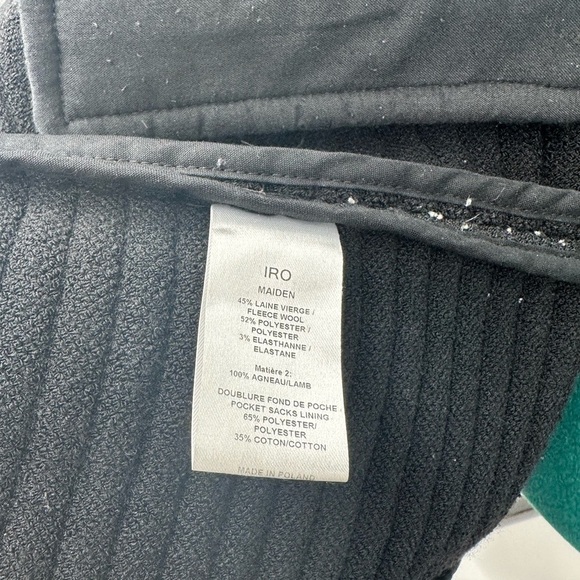 IRO
MAIDEN
45% LAINE VIERGE /
FLEECE WOOL
52% POLYESTER /
POLYESTER
3% ELASTHANNE /
ELASTANE
Matière 2:
100% AGNEAU/LAMB
DOUBLURE FOND DE POCHE
POCKET SACKS LINING
65% POLYESTER/
POLYESTER
35% COTON/COTTON
MADE IN POLAND